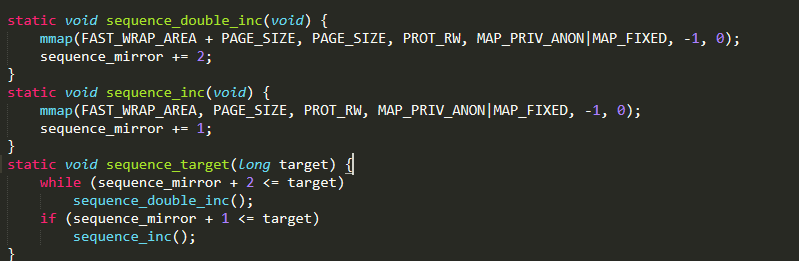 static void sequence_double_inc(void) {
    mmap(FAST_WRAP_AREA + PAGE_SIZE, PAGE_SIZE, PROT_RW, MAP_PRIV_ANON|MAP_FIXED, -1, 0);
    sequence_mirror += 2;
}
static void sequence_inc(void) {
    mmap(FAST_WRAP_AREA, PAGE_SIZE, PROT_RW, MAP_PRIV_ANON|MAP_FIXED, -1, 0);
    sequence_mirror += 1;
}
static void sequence_target(long target) {
    while (sequence_mirror + 2 <= target)
        sequence_double_inc();
    if (sequence_mirror + 1 <= target)
        sequence_inc();
}